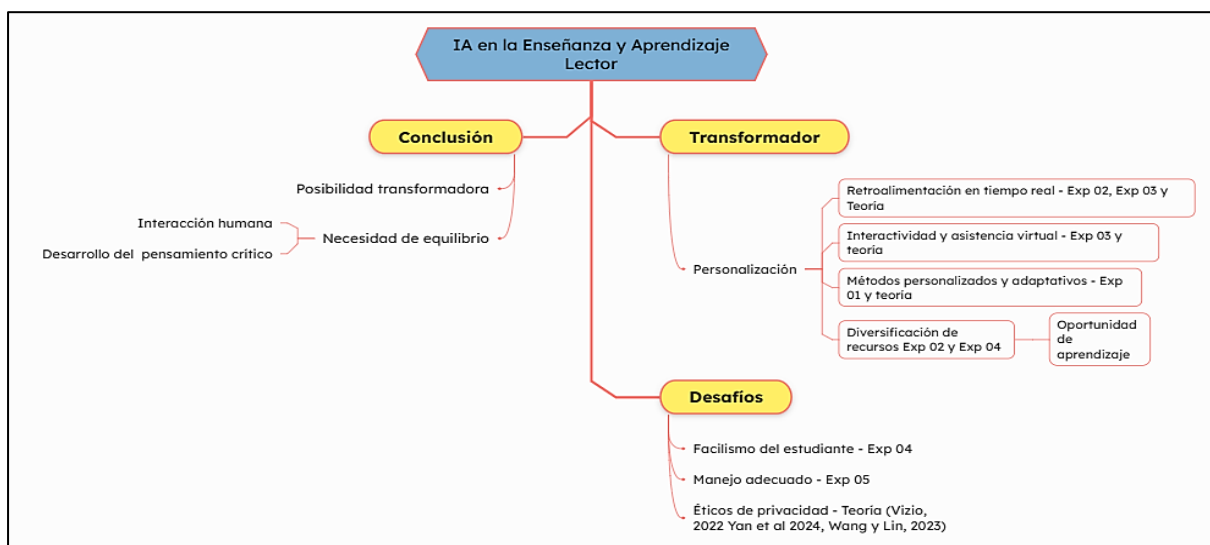 IA en la Enseñanza y Aprendizaje
Lector
Conclusión
Posibilidad transformadora
Necesidad de equilibrio
Interacción humana
Desarrollo del pensamiento crítico
Transformador
Personalización
Retroalimentación en tiempo real - Exp 02, Exp 03 y
Teoría
Interactividad y asistencia virtual - Exp 03 y
teoría
Métodos personalizados y adaptativos - Exp
01 y teoría
Diversificación de
recursos Exp 02 y Exp 04
Oportunidad
de
aprendizaje
Desafíos
Facilismo del estudiante - Exp 04
Manejo adecuado - Exp 05
Éticos de privacidad - Teoría (Vizio,
2022 Yan et al 2024, Wang y Lin, 2023)